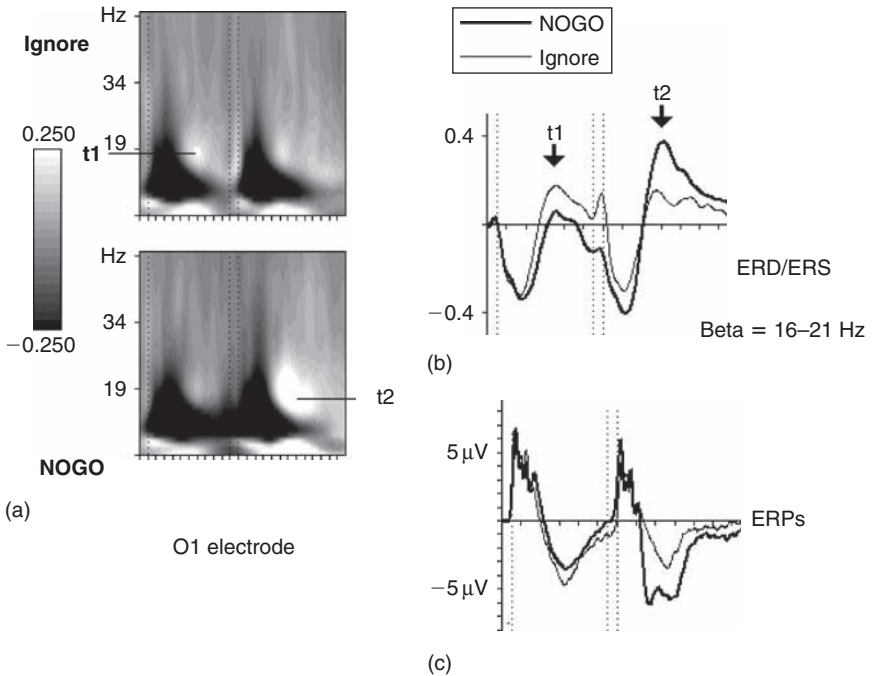 Hz
Ignore
34
0.250
t1
19
−0.250
Hz
34
19
t2
NOGO
(a)
O1 electrode
NOGO
Ignore
t1
t2
0.4
−0.4
ERD/ERS
Beta = 16–21 Hz
(b)
5 μV
−5 μV
ERPs
(c)